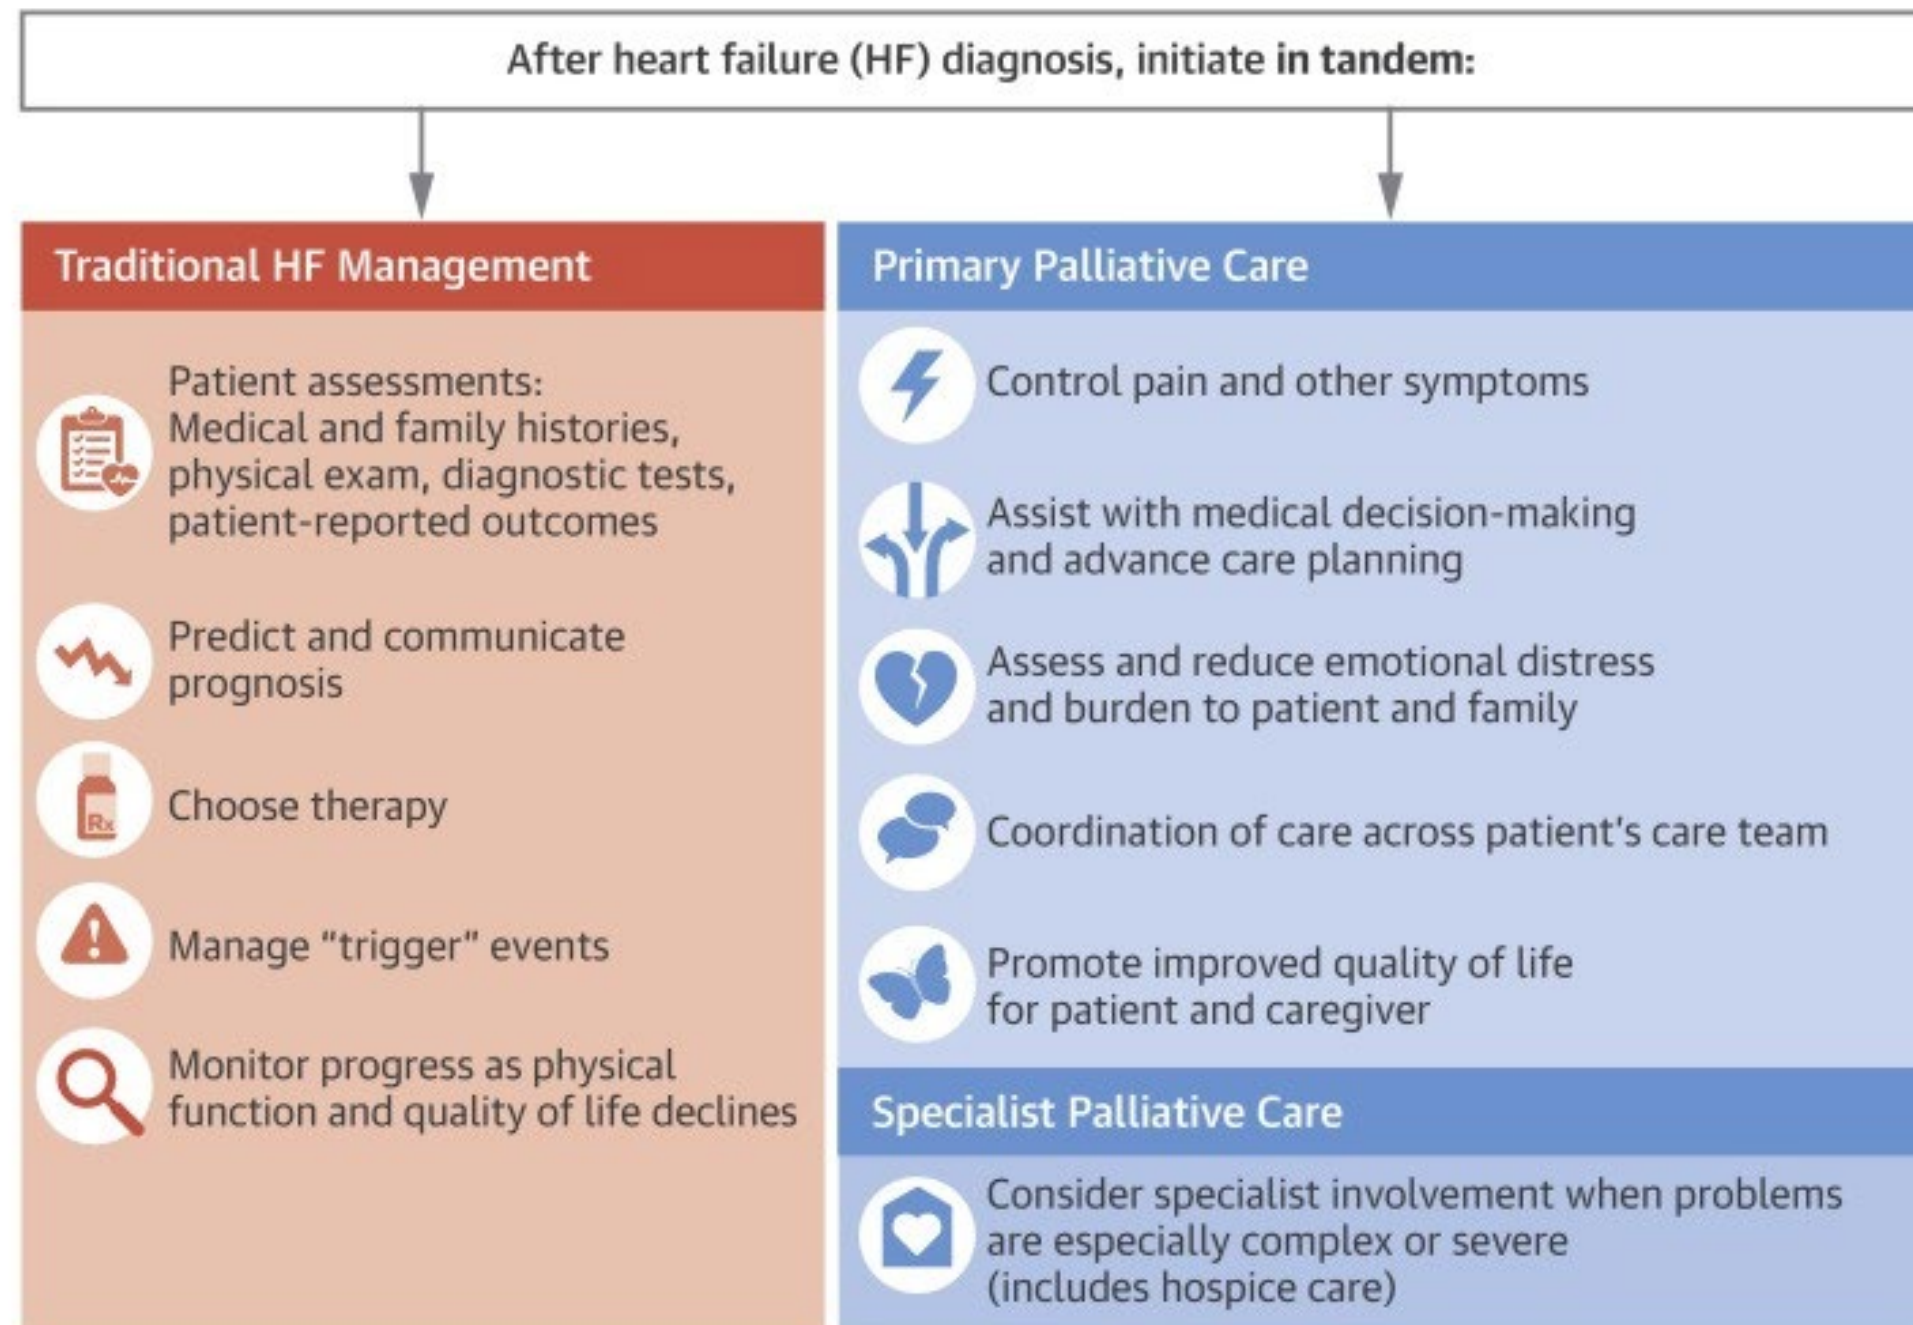 After heart failure (HF) diagnosis, initiate in tandem:
Traditional HF Management
Patient assessments:
Medical and family histories,
physical exam, diagnostic tests,
patient-reported outcomes
Predict and communicate
prognosis
Rx
Choose therapy
Manage “trigger” events
Monitor progress as physical
function and quality of life declines
Primary Palliative Care
Control pain and other symptoms
Assist with medical decision-making
and advance care planning
Assess and reduce emotional distress
and burden to patient and family
Coordination of care across patient’s care team
Promote improved quality of life
for patient and caregiver
Specialist Palliative Care
Consider specialist involvement when problems
are especially complex or severe
(includes hospice care)